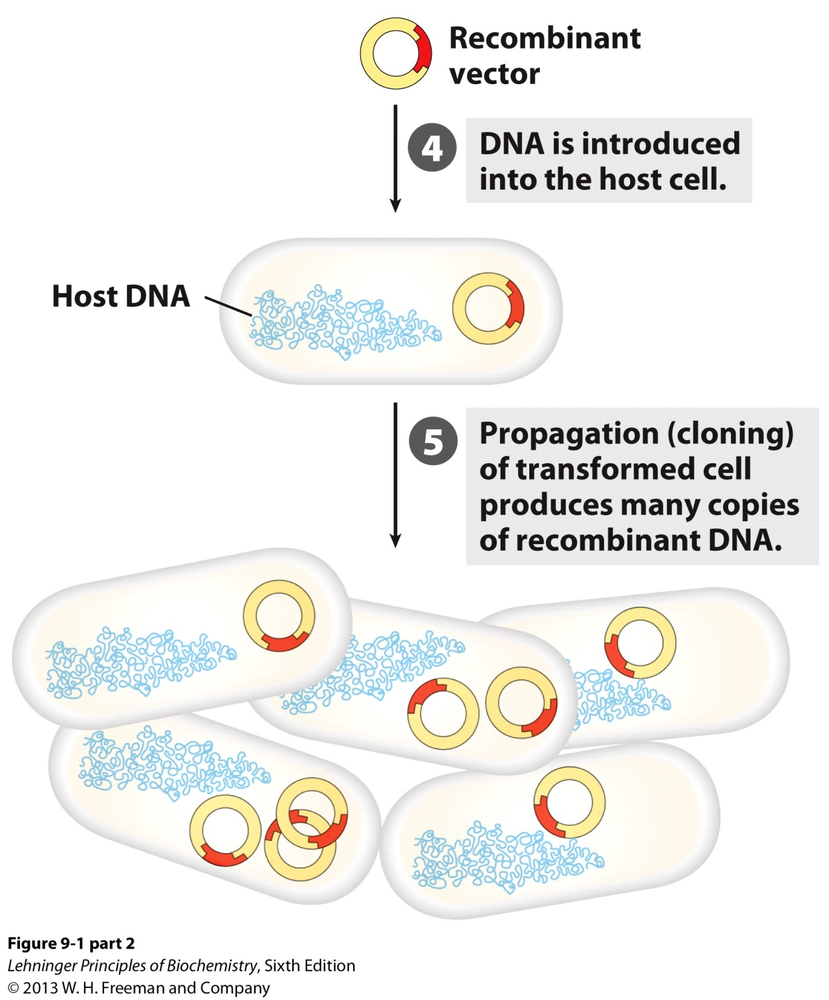 Recombinant
vector
4
DNA is introduced
into the host cell.
Host DNA
5
Propagation (cloning)
of transformed cell
produces many copies
of recombinant DNA.
Figure 9-1 part 2
Lehninger Principles of Biochemistry, Sixth Edition
© 2013 W. H. Freeman and Company